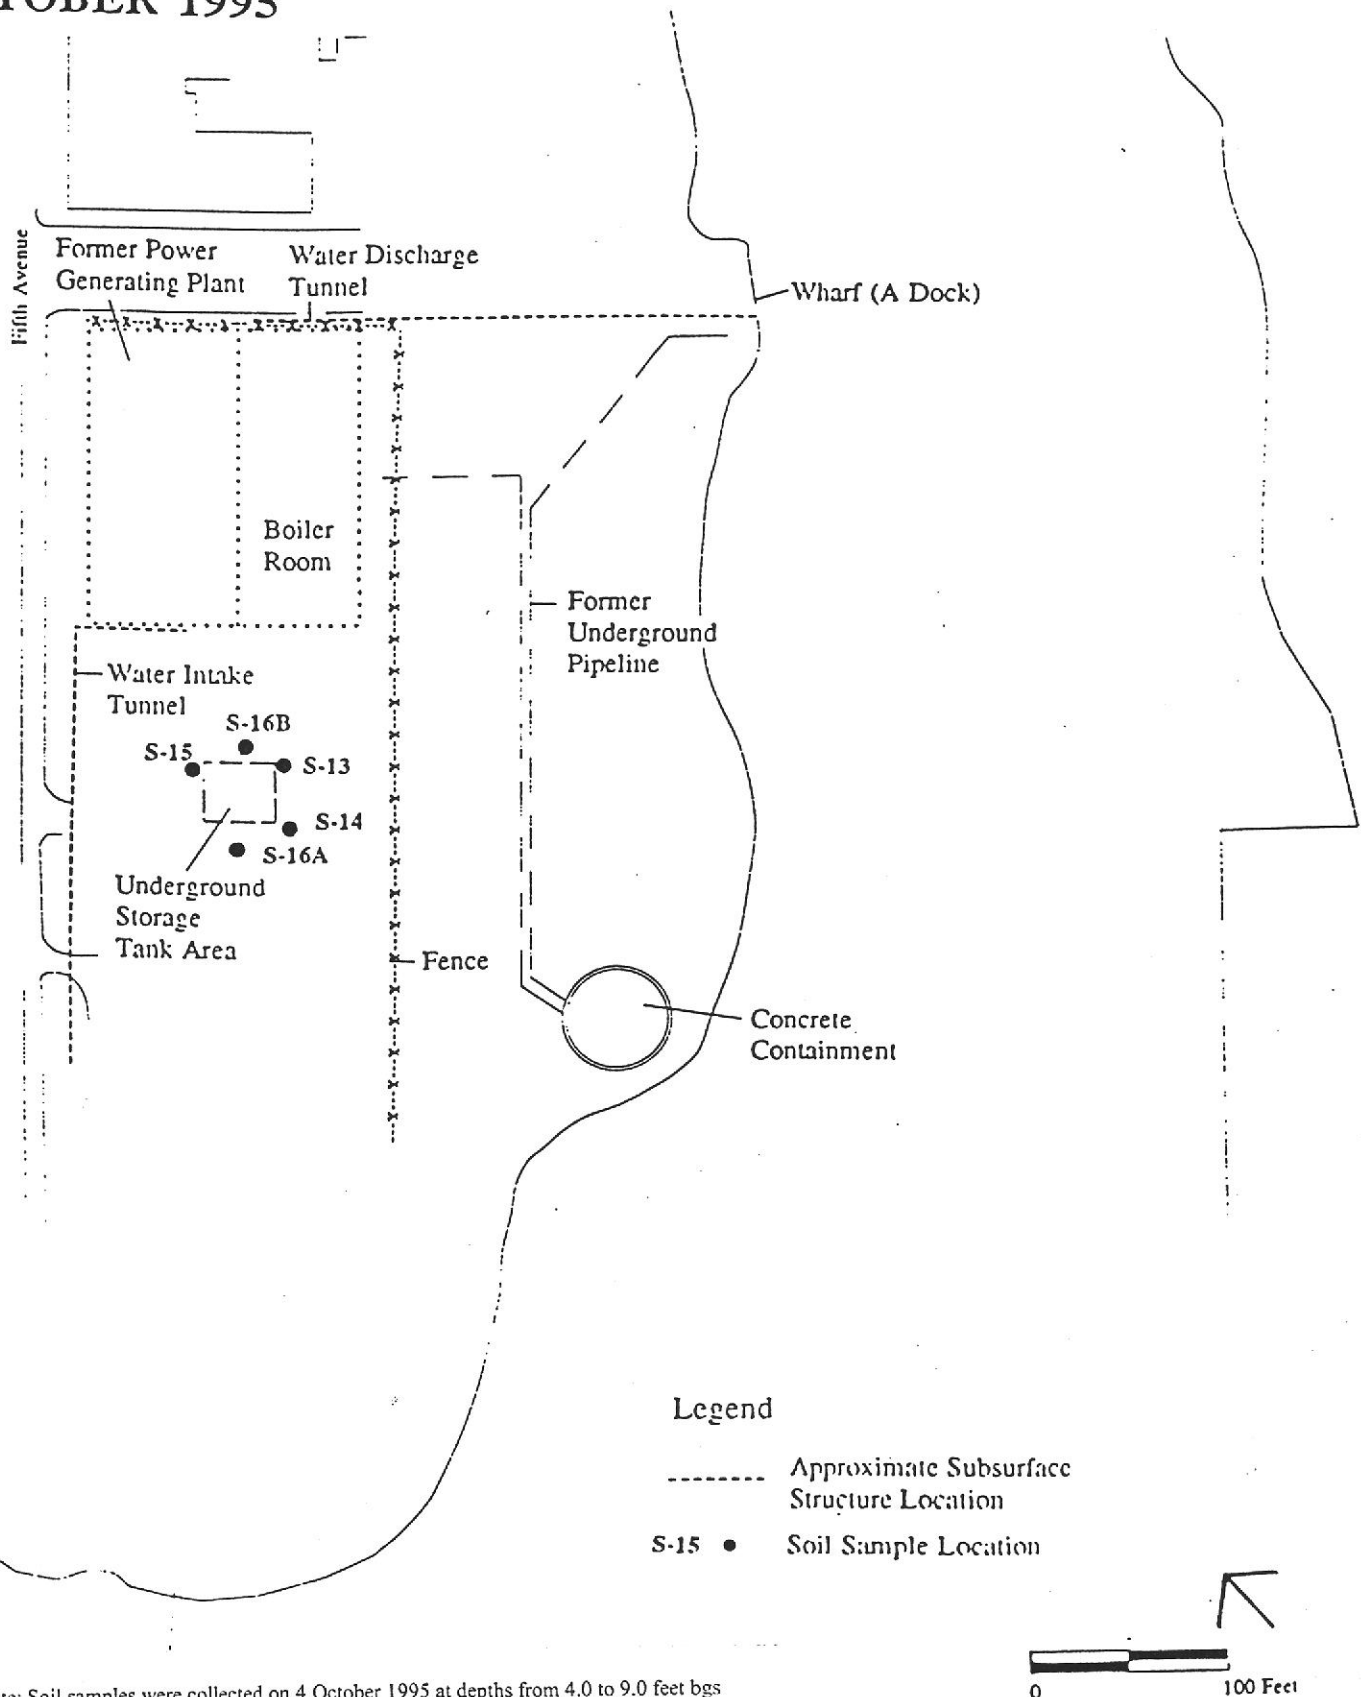 1995
Fifth Avenue
Former Power
Generating Plant
Water Discharge
Tunnel
Wharf (A Dock)
Boiler
Room
Former
Underground
Pipeline
Water Intake
Tunnel
S-16B
S-15
S-13
S-14
S-16A
Underground
Storage
Tank Area
Fence
Concrete
Containment
Legend
Approximate Subsurface
Structure Location
S-15
Soil Sample Location
0
100 Feet
Soil samples were collected on 4 October 1995 at depths from 4.0 to 9.0 feet bgs